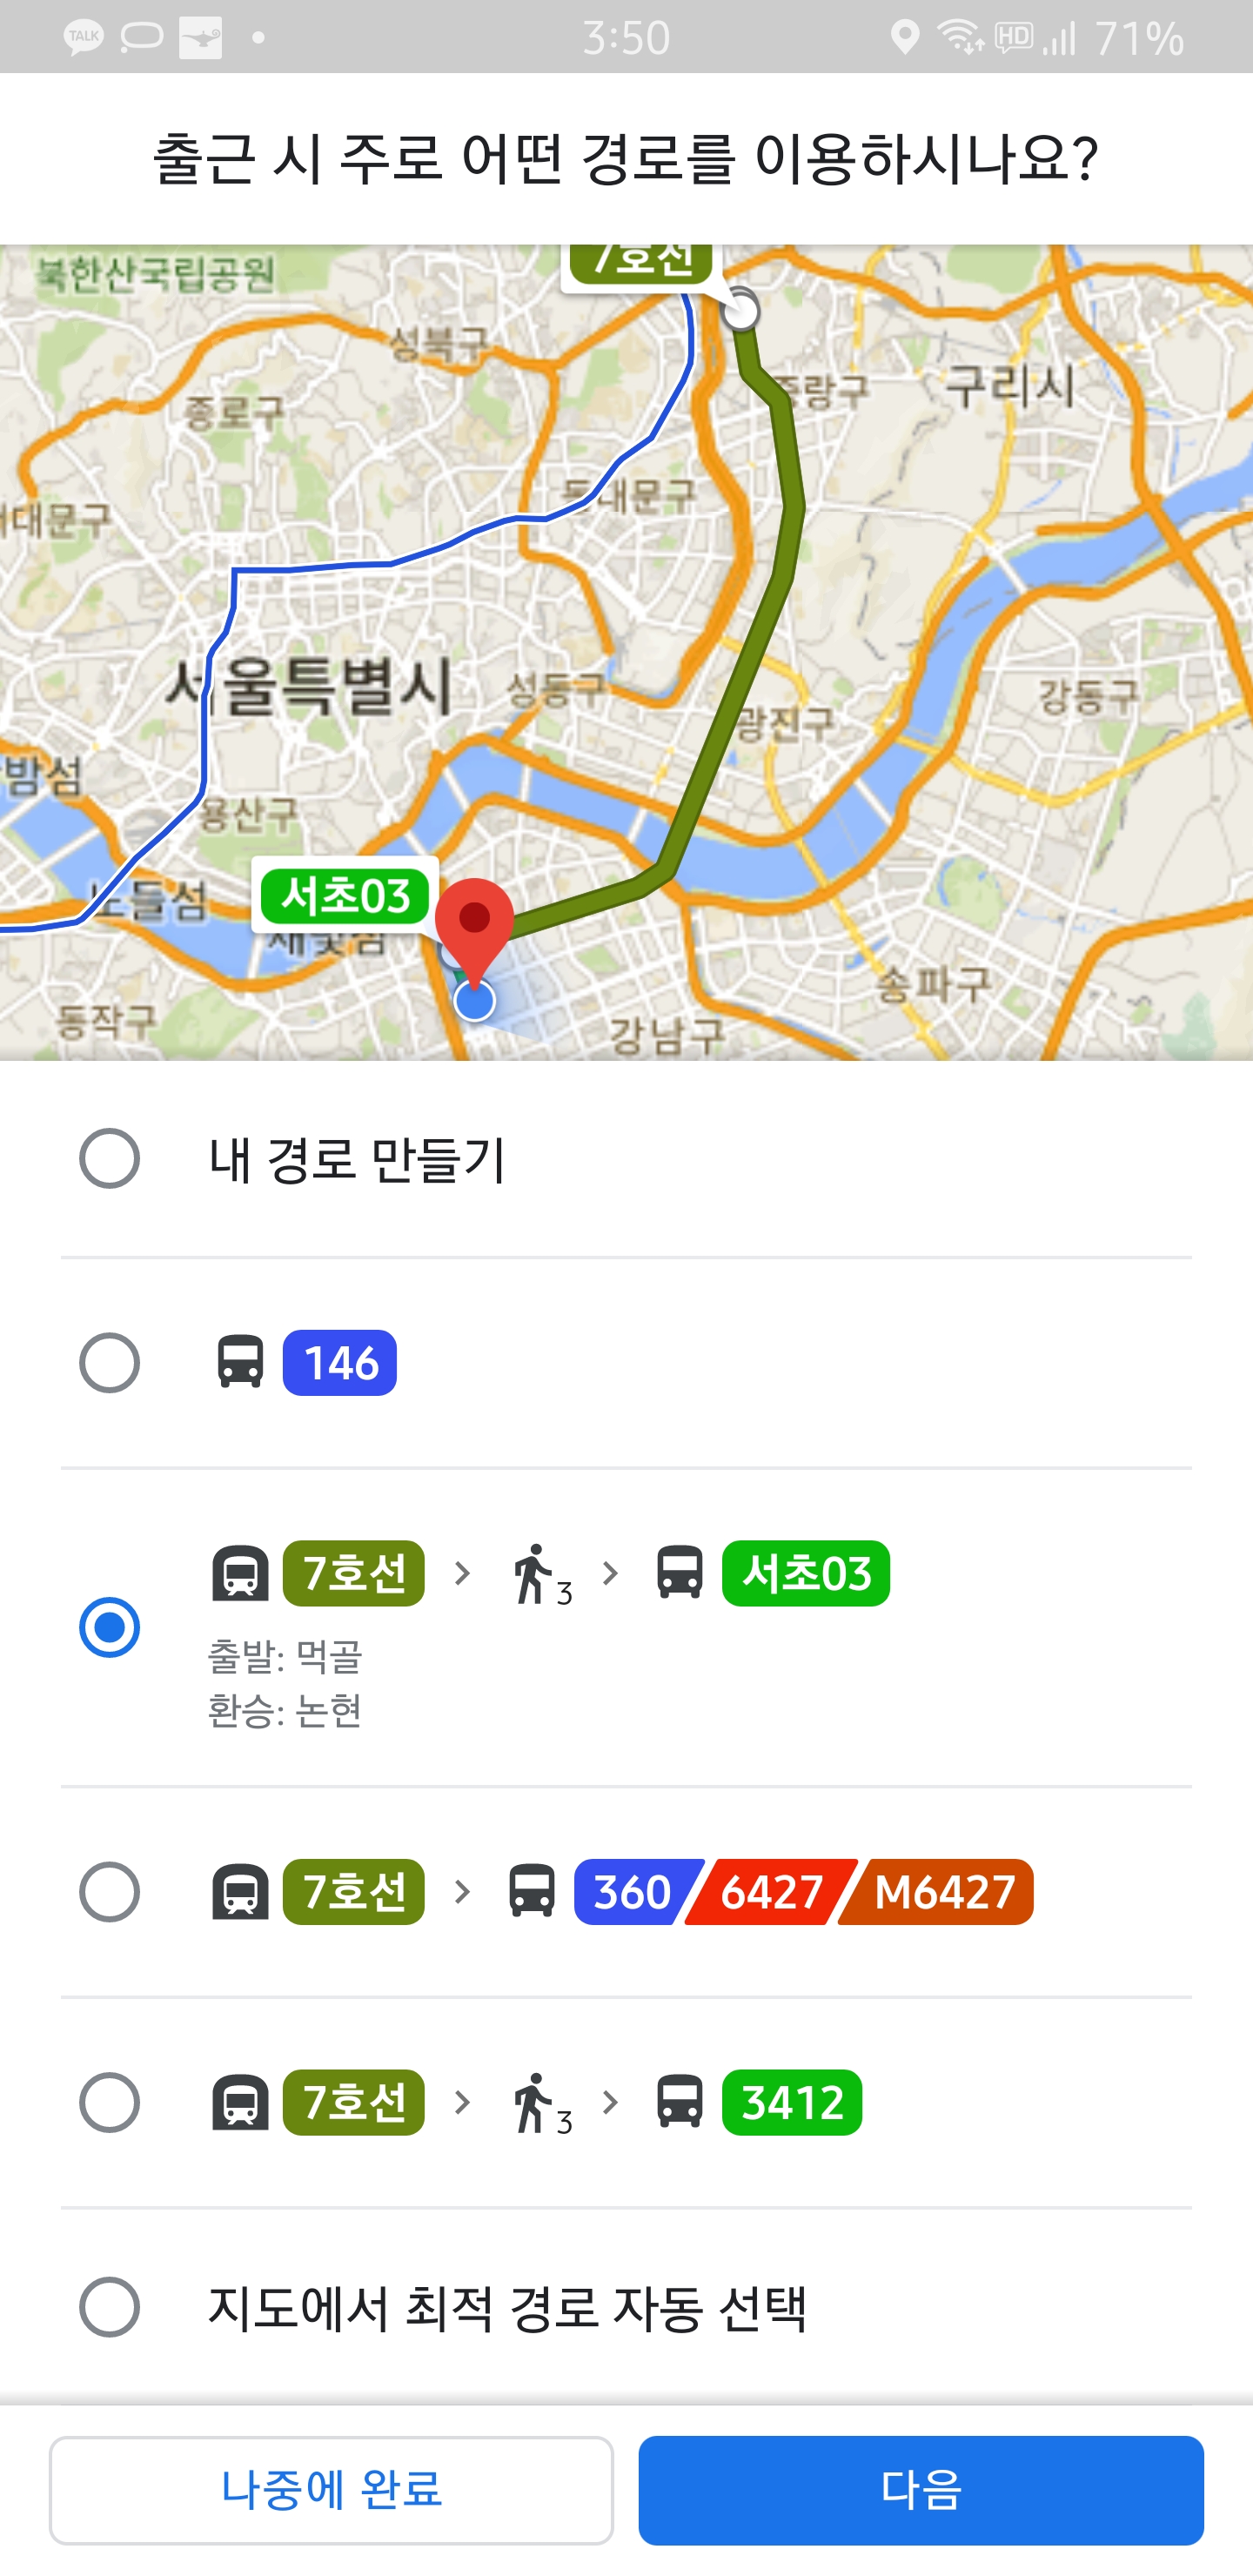 TALK 3:50 HD 71%
출근 시 주로 어떤 경로를 이용하시나요?
7호선
북한산국립공원
성북구
종로구
중랑구
구리시
동대문구
서대문구
서울특별시
성동구
광진구
강동구
밤섬
용산구
서초03
노들섬
새빛섬
동작구
송파구
강남구
내 경로 만들기
146
7호선 > 3 > 서초03
출발: 먹골
환승: 논현
7호선 > 360 6427 M6427
7호선 > 3 > 3412
지도에서 최적 경로 자동 선택
나중에 완료 다음